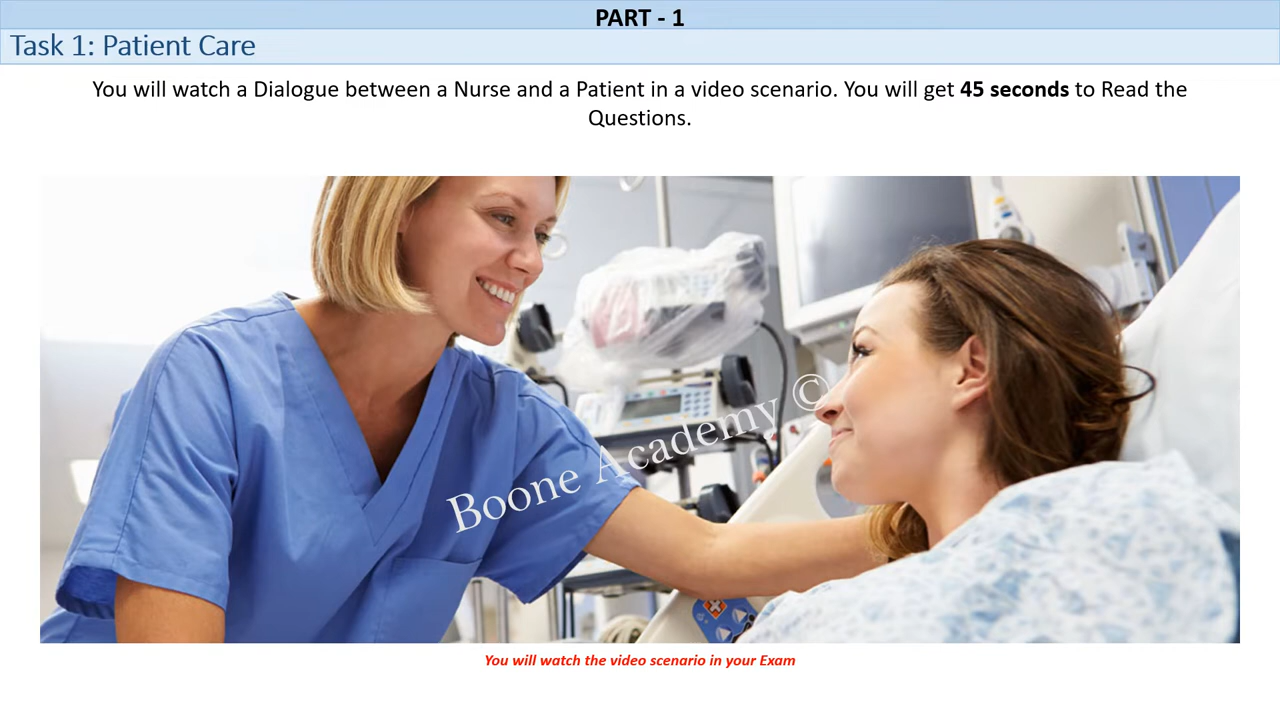 PART - 1
Task 1: Patient Care
You will watch a Dialogue between a Nurse and a Patient in a video scenario. You will get 45 seconds to Read the
Questions.
Boone Academy ©
You will watch the video scenario in your Exam